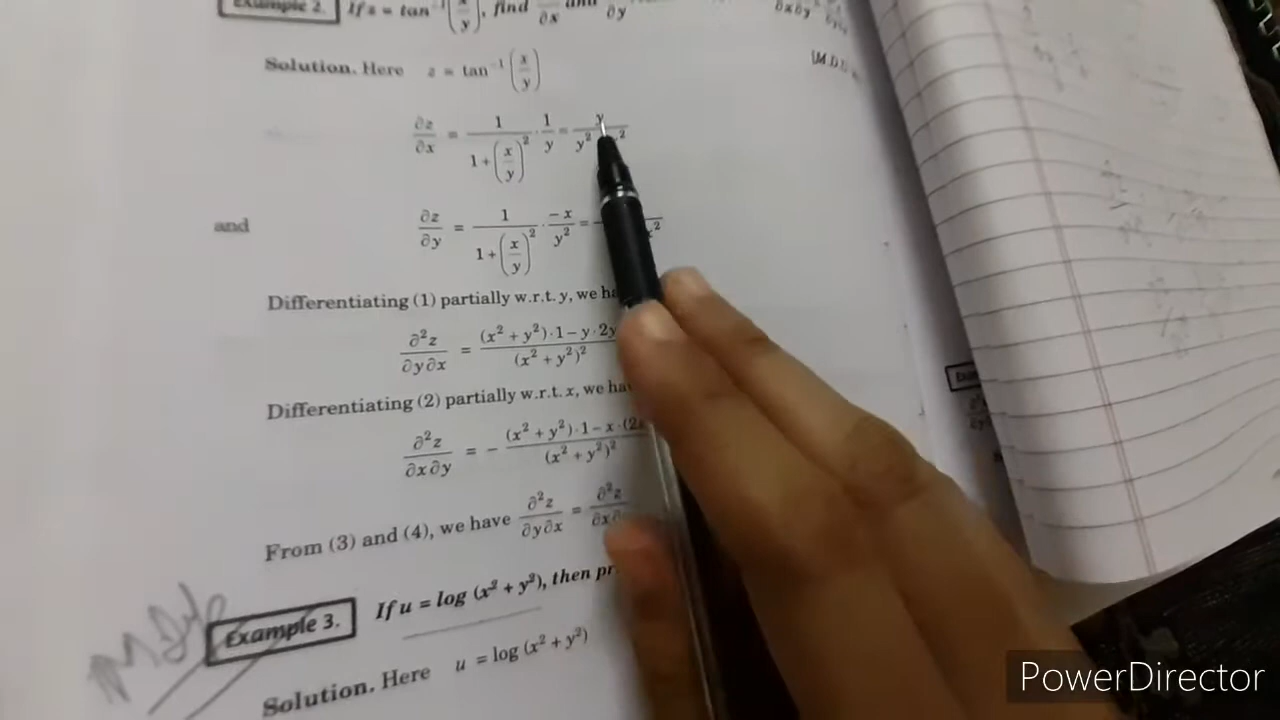 Example 2. If z = tan⁻¹(x/y), find ∂x and ∂y
Solution. Here z = tan⁻¹(x/y)
∂z/∂x = 1/(1+(x/y)²) · 1/y = y/y² ²
and ∂z/∂y = 1/(1+(x/y)²) · −x/y² = x²
Differentiating (1) partially w.r.t. y, we ha
∂²z/∂y∂x = (x² + y²)·1 − y·2y/(x² + y²)²
Differentiating (2) partially w.r.t. x, we hav
∂²z/∂x∂y = − (x² + y²)·1 − x·(2/(x² + y²)²
From (3) and (4), we have ∂²z/∂y∂x = ∂²z/∂x∂
Example 3. If u = log (x² + y²), then pr
Solution. Here u = log (x² + y²)
PowerDirector